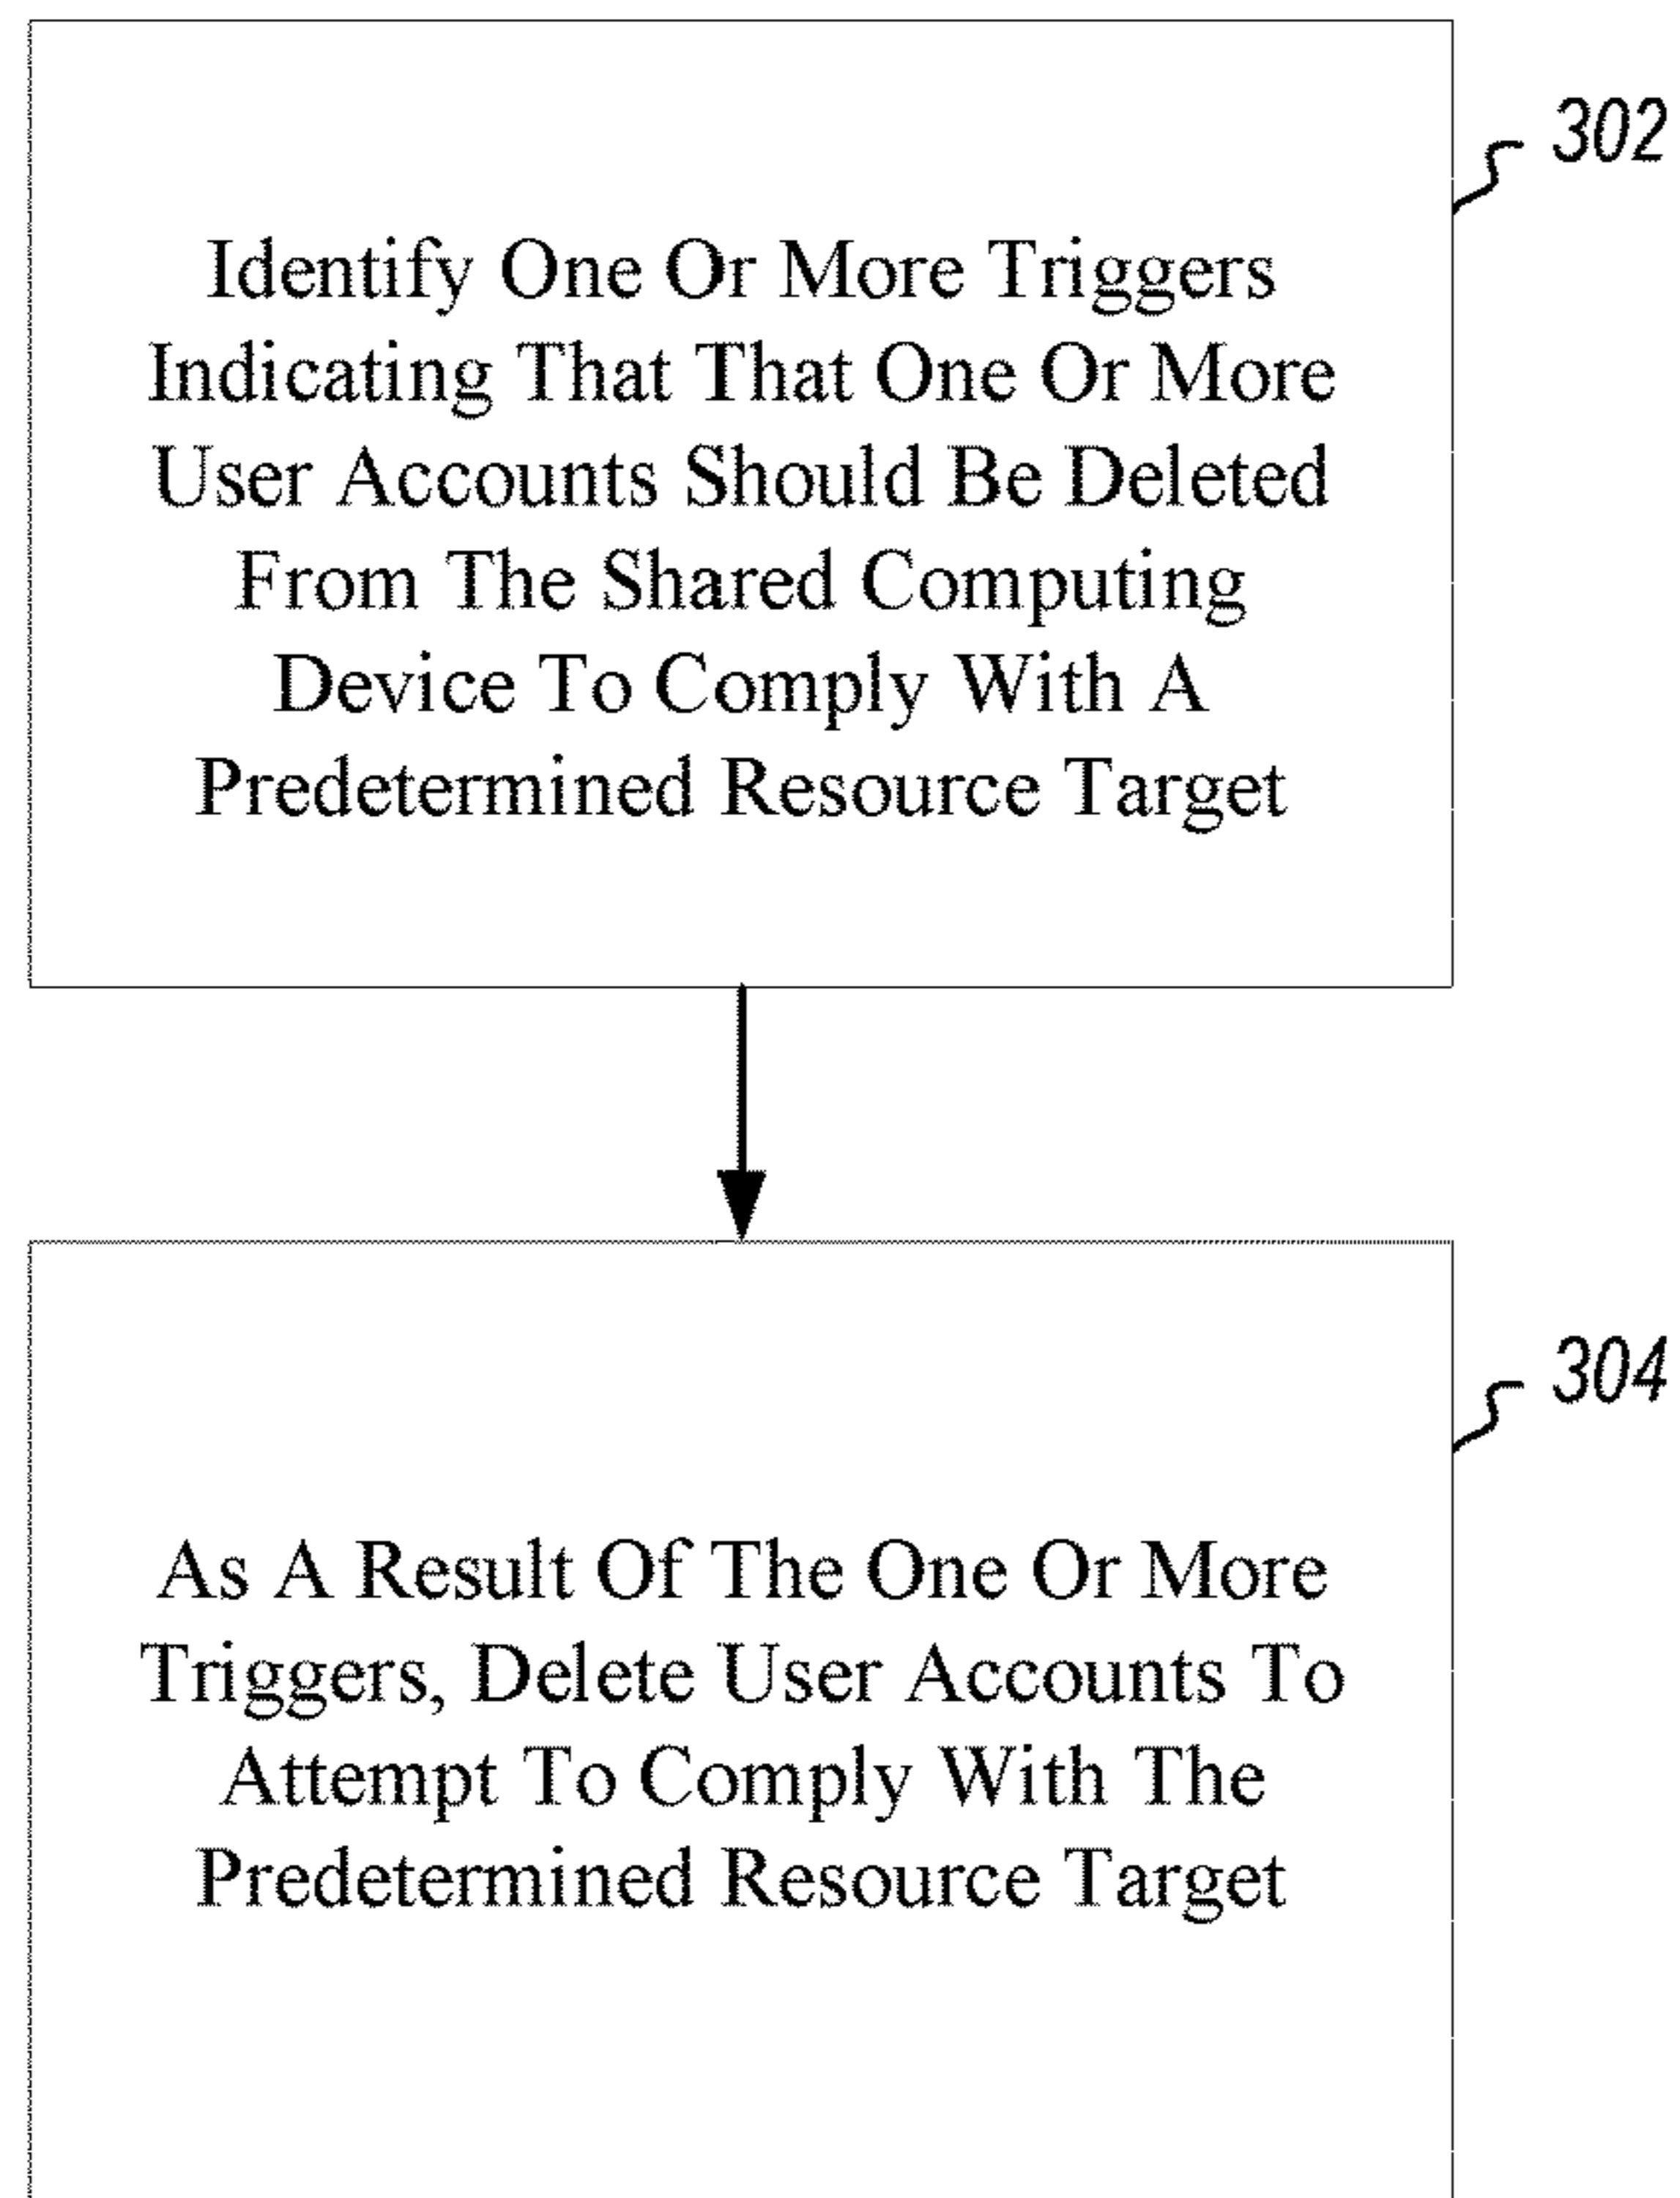 302
Identify One Or More Triggers
Indicating That That One Or More
User Accounts Should Be Deleted
From The Shared Computing
Device To Comply With A
Predetermined Resource Target
304
As A Result Of The One Or More
Triggers, Delete User Accounts To
Attempt To Comply With The
Predetermined Resource Target